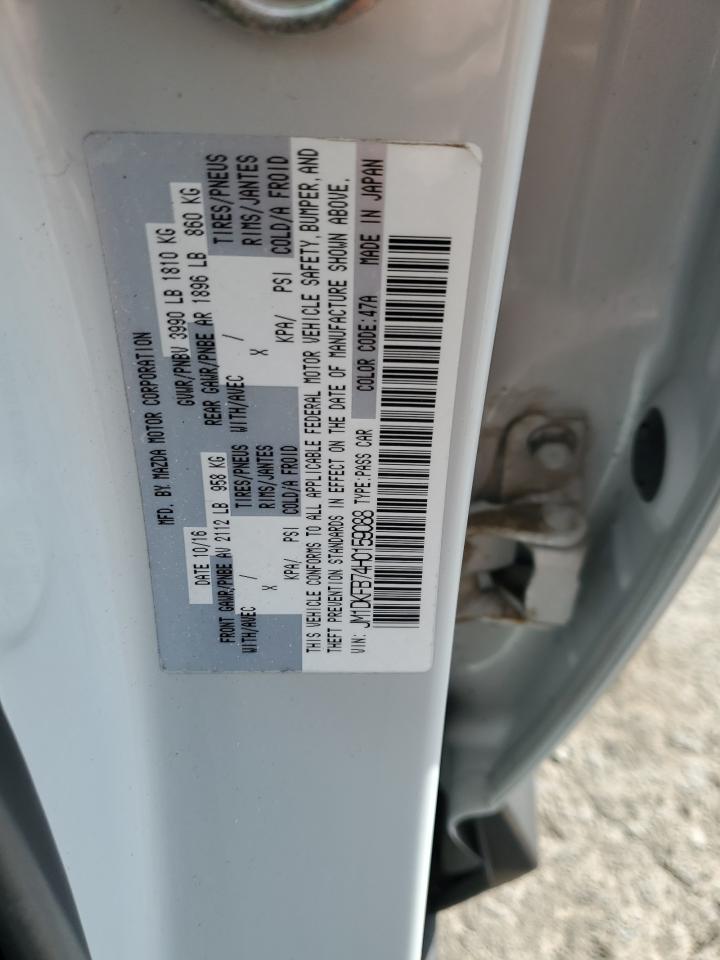 MFD. BY MAZDA MOTOR CORPORATION
DATE 10/16 GVWR/PNBV 3990 LB 1810 KG
FRONT GAWR/PNBE AV 2112 LB 958 KG REAR GAWR/PNBE AR 1896 LB 860 KG
WITH/AVEC / TIRES/PNEUS WITH/AVEC / TIRES/PNEUS
X RIMS/JANTES X RIMS/JANTES
KPA/ PSI COLD/A FROID KPA/ PSI COLD/A FROID
THIS VEHICLE CONFORMS TO ALL APPLICABLE FEDERAL MOTOR VEHICLE SAFETY, BUMPER, AND
THEFT PREVENTION STANDARDS IN EFFECT ON THE DATE OF MANUFACTURE SHOWN ABOVE.
VIN: JM1DKFB74H0159088 TYPE:PASS CAR COLOR CODE:47A MADE IN JAPAN